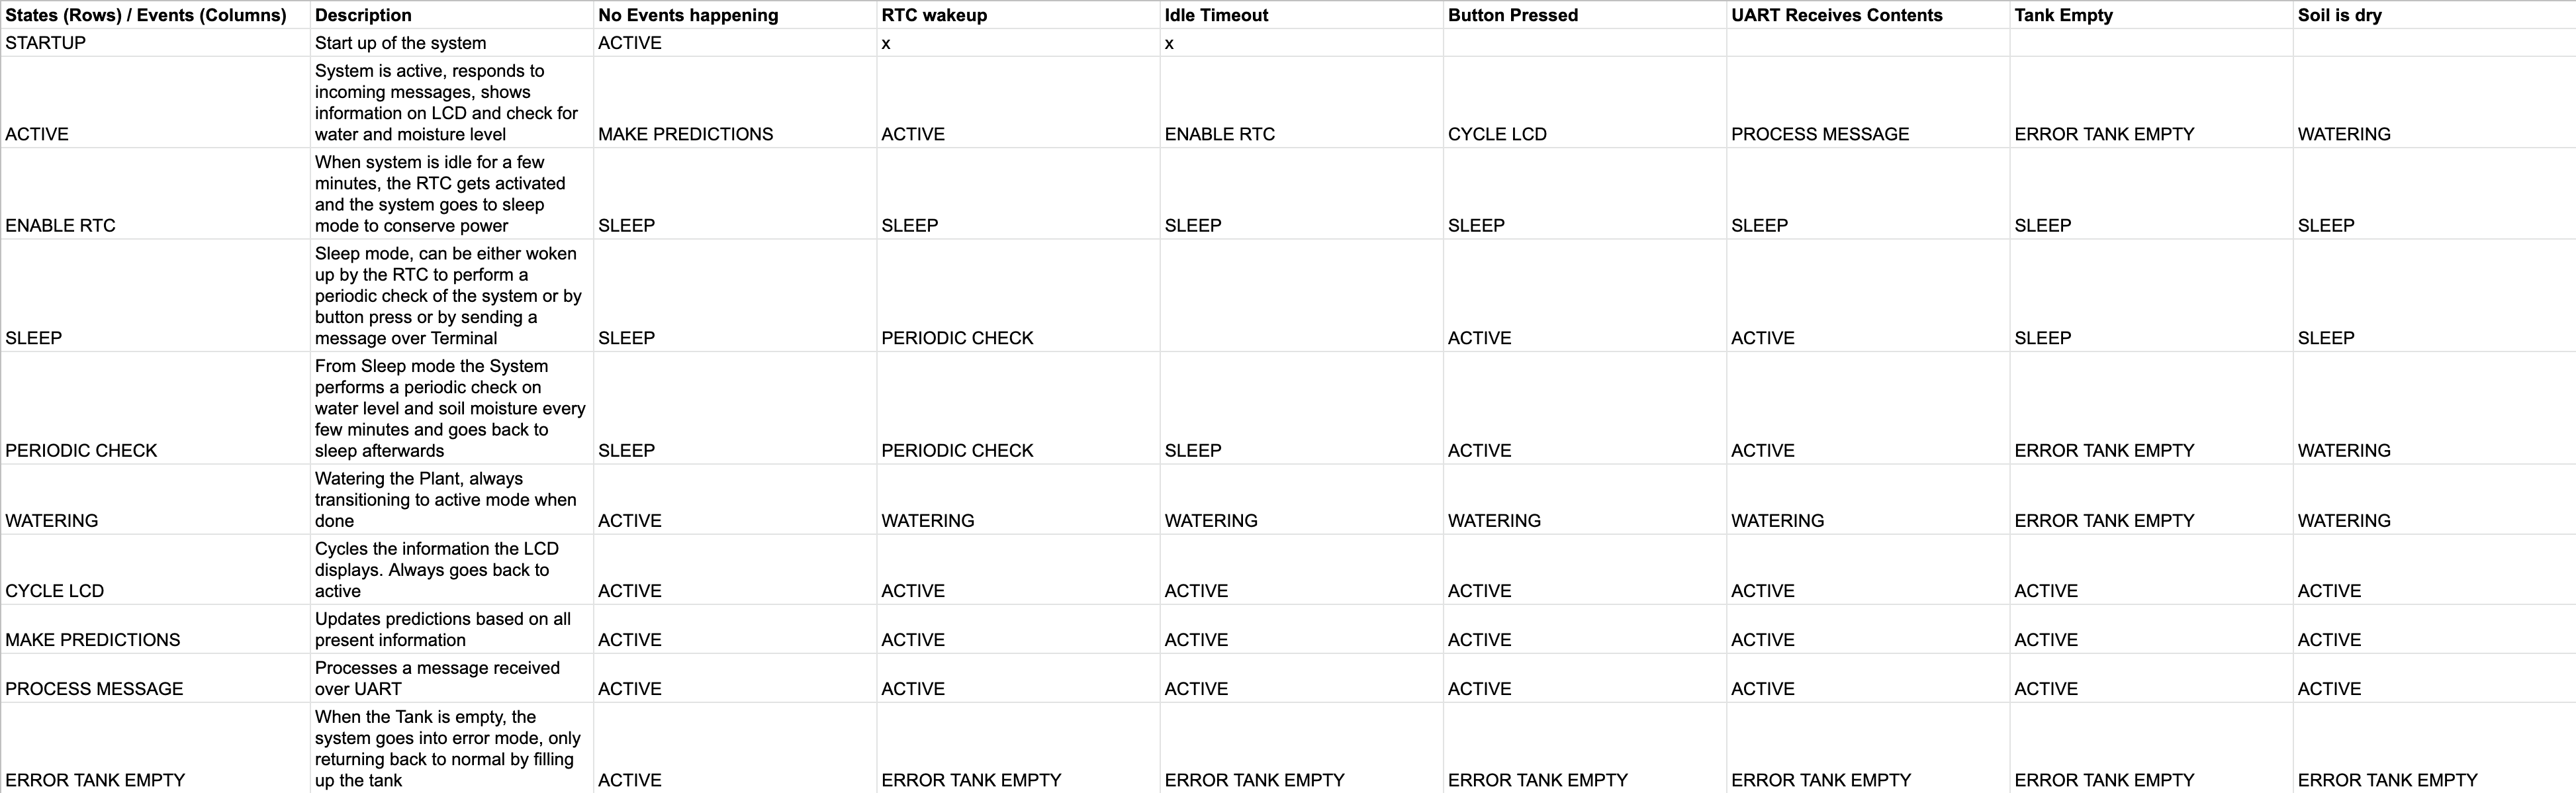 States (Rows) / Events (Columns) Description No Events happening RTC wakeup Idle Timeout Button Pressed UART Receives Contents Tank Empty Soil is dry
STARTUP Start up of the system ACTIVE x x
System is active, responds to
incoming messages, shows
information on LCD and check for
ACTIVE water and moisture level MAKE PREDICTIONS ACTIVE ENABLE RTC CYCLE LCD PROCESS MESSAGE ERROR TANK EMPTY WATERING
When system is idle for a few
minutes, the RTC gets activated
and the system goes to sleep
ENABLE RTC mode to conserve power SLEEP SLEEP SLEEP SLEEP SLEEP SLEEP SLEEP
Sleep mode, can be either woken
up by the RTC to perform a
periodic check of the system or by
button press or by sending a
SLEEP message over Terminal SLEEP PERIODIC CHECK ACTIVE ACTIVE SLEEP SLEEP
From Sleep mode the System
performs a periodic check on
water level and soil moisture every
few minutes and goes back to
PERIODIC CHECK sleep afterwards SLEEP PERIODIC CHECK SLEEP ACTIVE ACTIVE ERROR TANK EMPTY WATERING
Watering the Plant, always
transitioning to active mode when
WATERING done ACTIVE WATERING WATERING WATERING WATERING ERROR TANK EMPTY WATERING
Cycles the information the LCD
displays. Always goes back to
CYCLE LCD active ACTIVE ACTIVE ACTIVE ACTIVE ACTIVE ACTIVE ACTIVE
Updates predictions based on all
MAKE PREDICTIONS present information ACTIVE ACTIVE ACTIVE ACTIVE ACTIVE ACTIVE ACTIVE
Processes a message received
PROCESS MESSAGE over UART ACTIVE ACTIVE ACTIVE ACTIVE ACTIVE ACTIVE ACTIVE
When the Tank is empty, the
system goes into error mode, only
returning back to normal by filling
ERROR TANK EMPTY up the tank ACTIVE ERROR TANK EMPTY ERROR TANK EMPTY ERROR TANK EMPTY ERROR TANK EMPTY ERROR TANK EMPTY ERROR TANK EMPTY